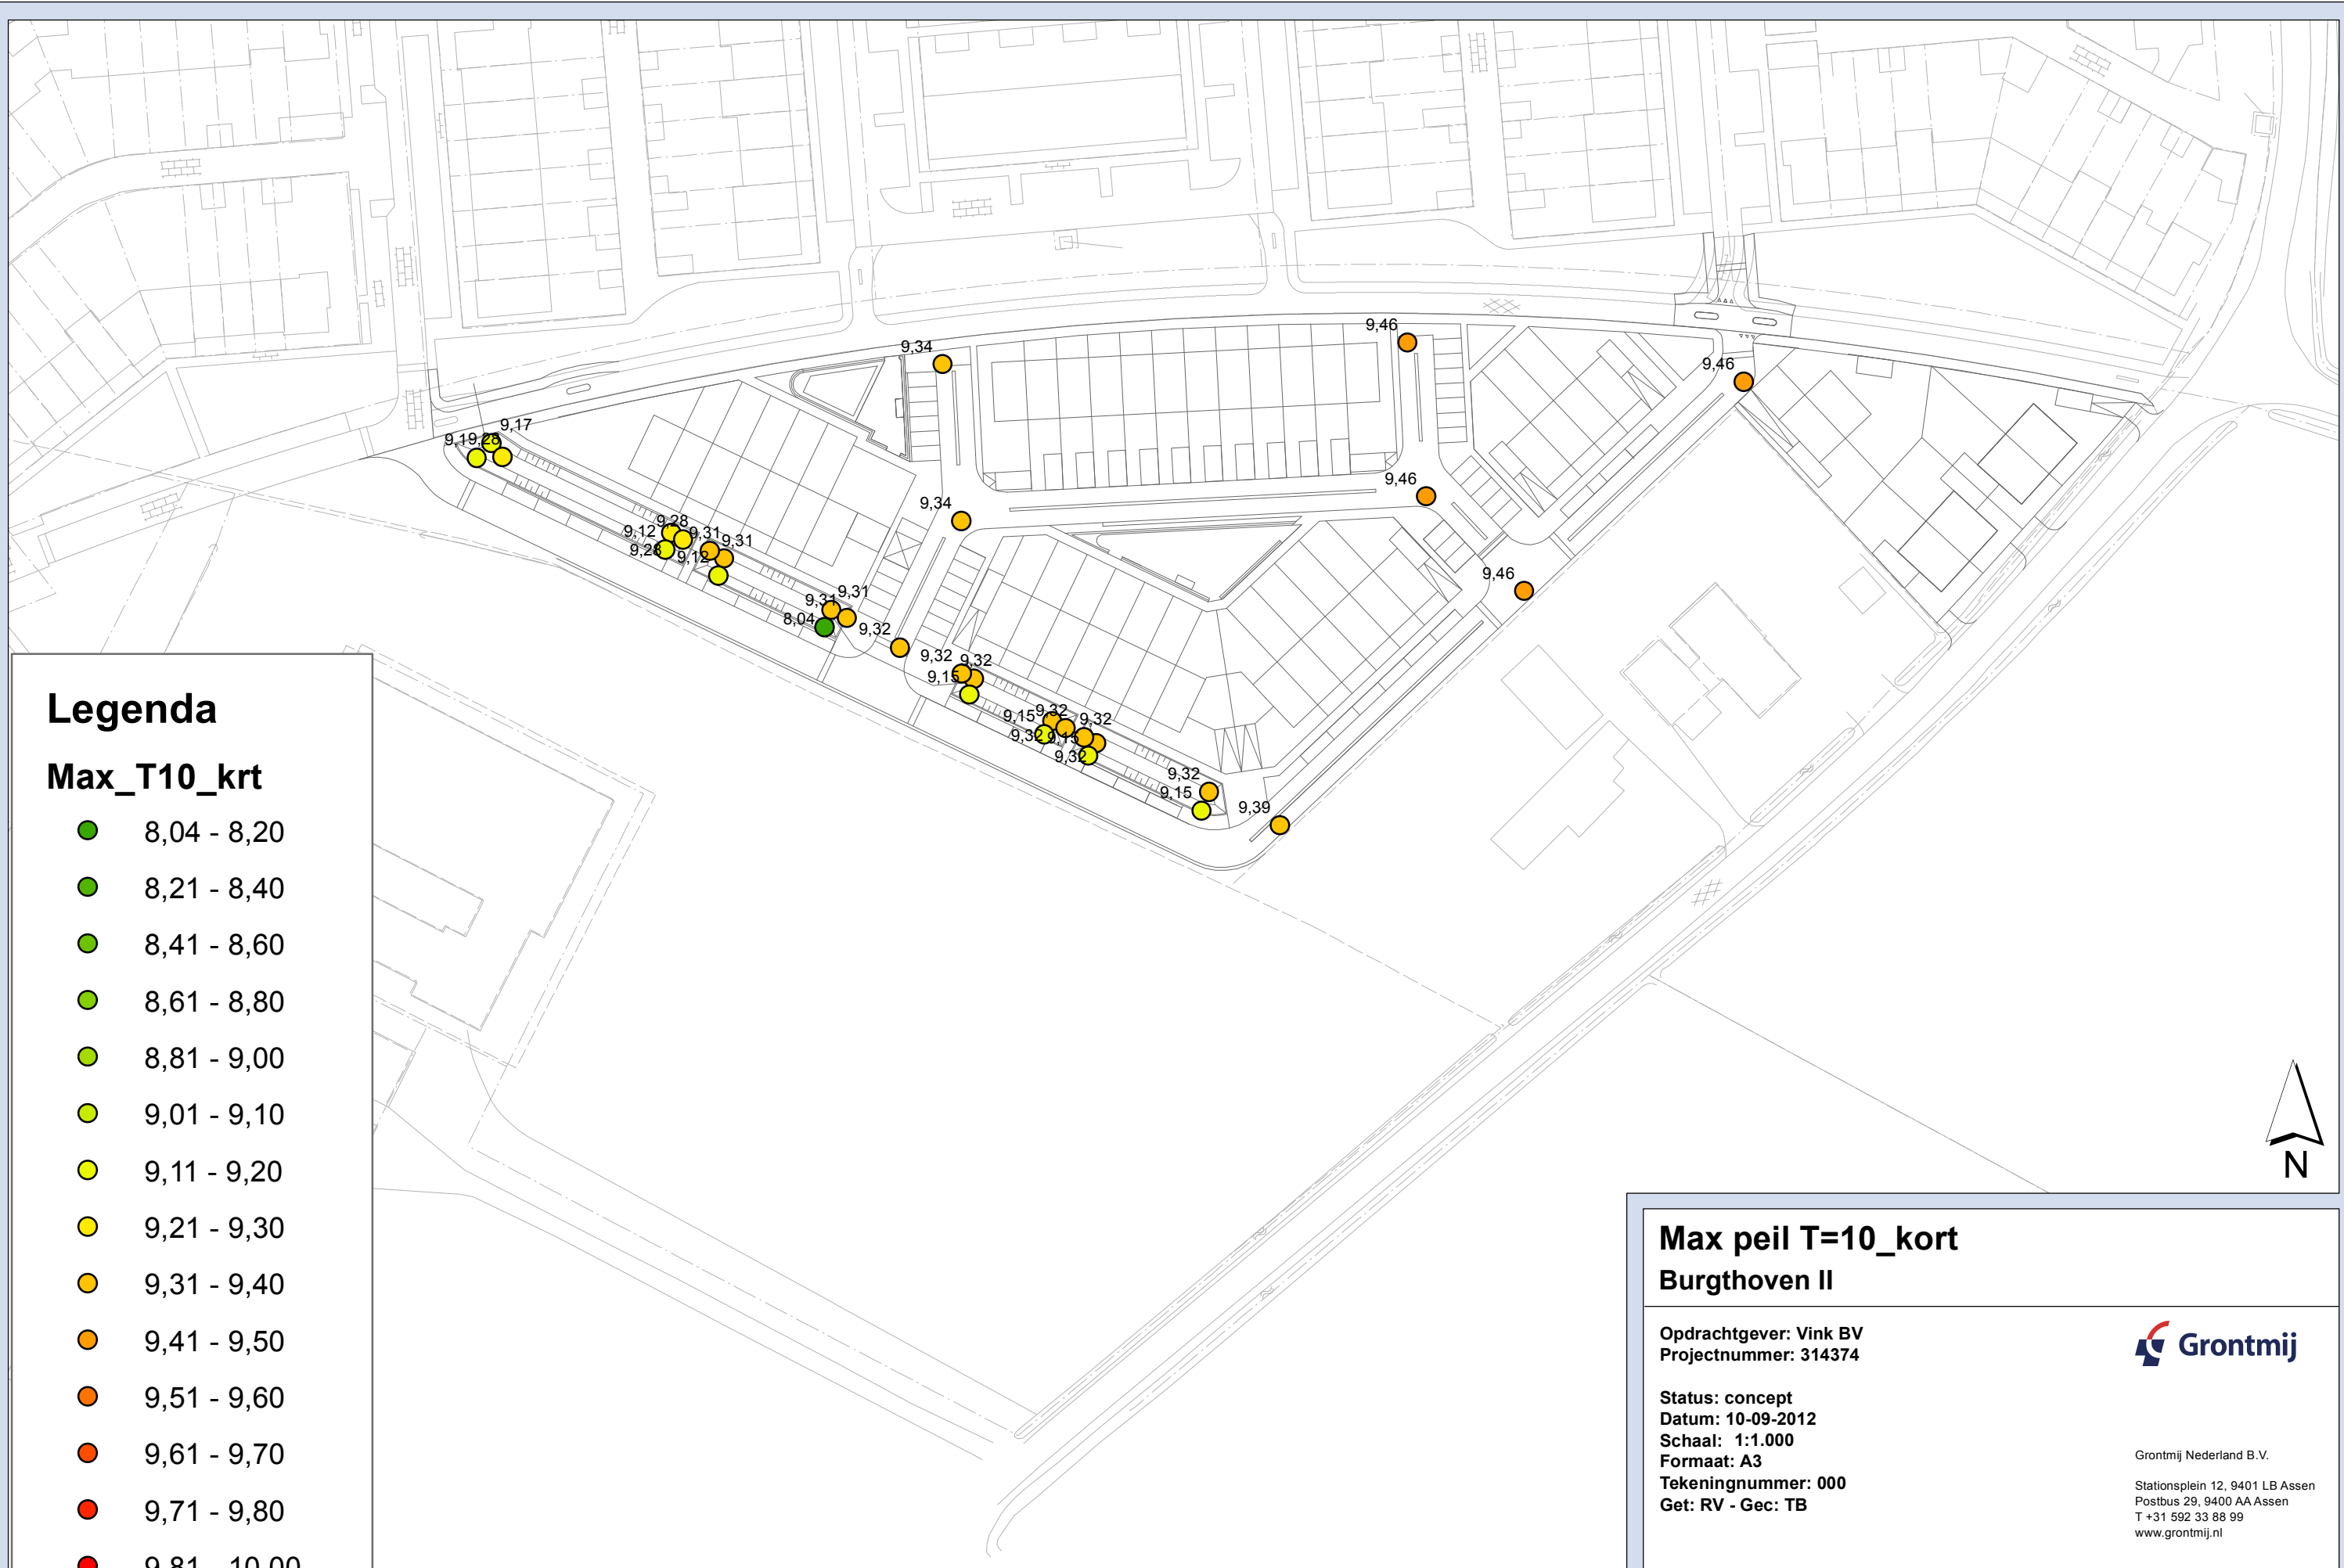 9,46
9,34
9,46
9,17
9,19
9,28
9,46
9,34
9,28
9,12
9,31
9,31
9,28
9,12
9,46
9,31
9,31
8,04
9,32
9,32
9,32
9,15
9,32
9,15
9,32
9,32
9,15
9,32
9,32
9,15
9,39
Legenda
Max_T10_krt
8,04 - 8,20
8,21 - 8,40
8,41 - 8,60
8,61 - 8,80
8,81 - 9,00
9,01 - 9,10
9,11 - 9,20
9,21 - 9,30
9,31 - 9,40
9,41 - 9,50
9,51 - 9,60
9,61 - 9,70
9,71 - 9,80
9,81 - 10,00
N
Max peil T=10_kort
Burgthoven II
Opdrachtgever: Vink BV
Projectnummer: 314374
Grontmij
Status: concept
Datum: 10-09-2012
Schaal: 1:1.000
Formaat: A3
Tekeningnummer: 000
Get: RV - Gec: TB
Grontmij Nederland B.V.
Stationsplein 12, 9401 LB Assen
Postbus 29, 9400 AA Assen
T +31 592 33 88 99
www.grontmij.nl